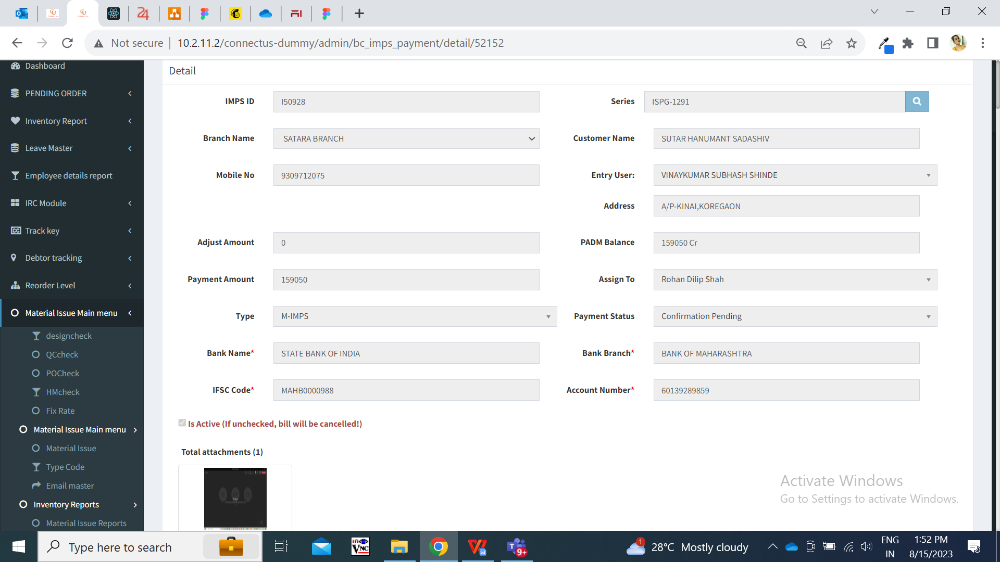 Not secure
10.2.11.2/connectus-dummy/admin/bc_imps_payment/detail/52152
Dashboard
PENDING ORDER
Inventory Report
Leave Master
Employee details report
IRC Module
Track key
Debtor tracking
Reorder Level
Material Issue Main menu
designcheck
QCcheck
POCheck
HMcheck
Fix Rate
Material Issue Main menu
Material Issue
Type Code
Email master
Inventory Reports
Material Issue Reports
Detail
IMPS ID I50928
Series ISPG-1291
Branch Name SATARA BRANCH
Customer Name SUTAR HANUMANT SADASHIV
Mobile No 9309712075
Entry User: VINAYKUMAR SUBHASH SHINDE
Address A/P-KINAI,KOREGAON
Adjust Amount 0
PADM Balance 159050 Cr
Payment Amount 159050
Assign To Rohan Dilip Shah
Type M-IMPS
Payment Status Confirmation Pending
Bank Name* STATE BANK OF INDIA
Bank Branch* BANK OF MAHARASHTRA
IFSC Code* MAHB0000988
Account Number* 60139289859
Is Active (If unchecked, bill will be cancelled!)
Total attachments (1)
Activate Windows
Go to Settings to activate Windows.
Type here to search
VNC
9+
1
28°C Mostly cloudy
ENG
IN
1:52 PM
8/15/2023